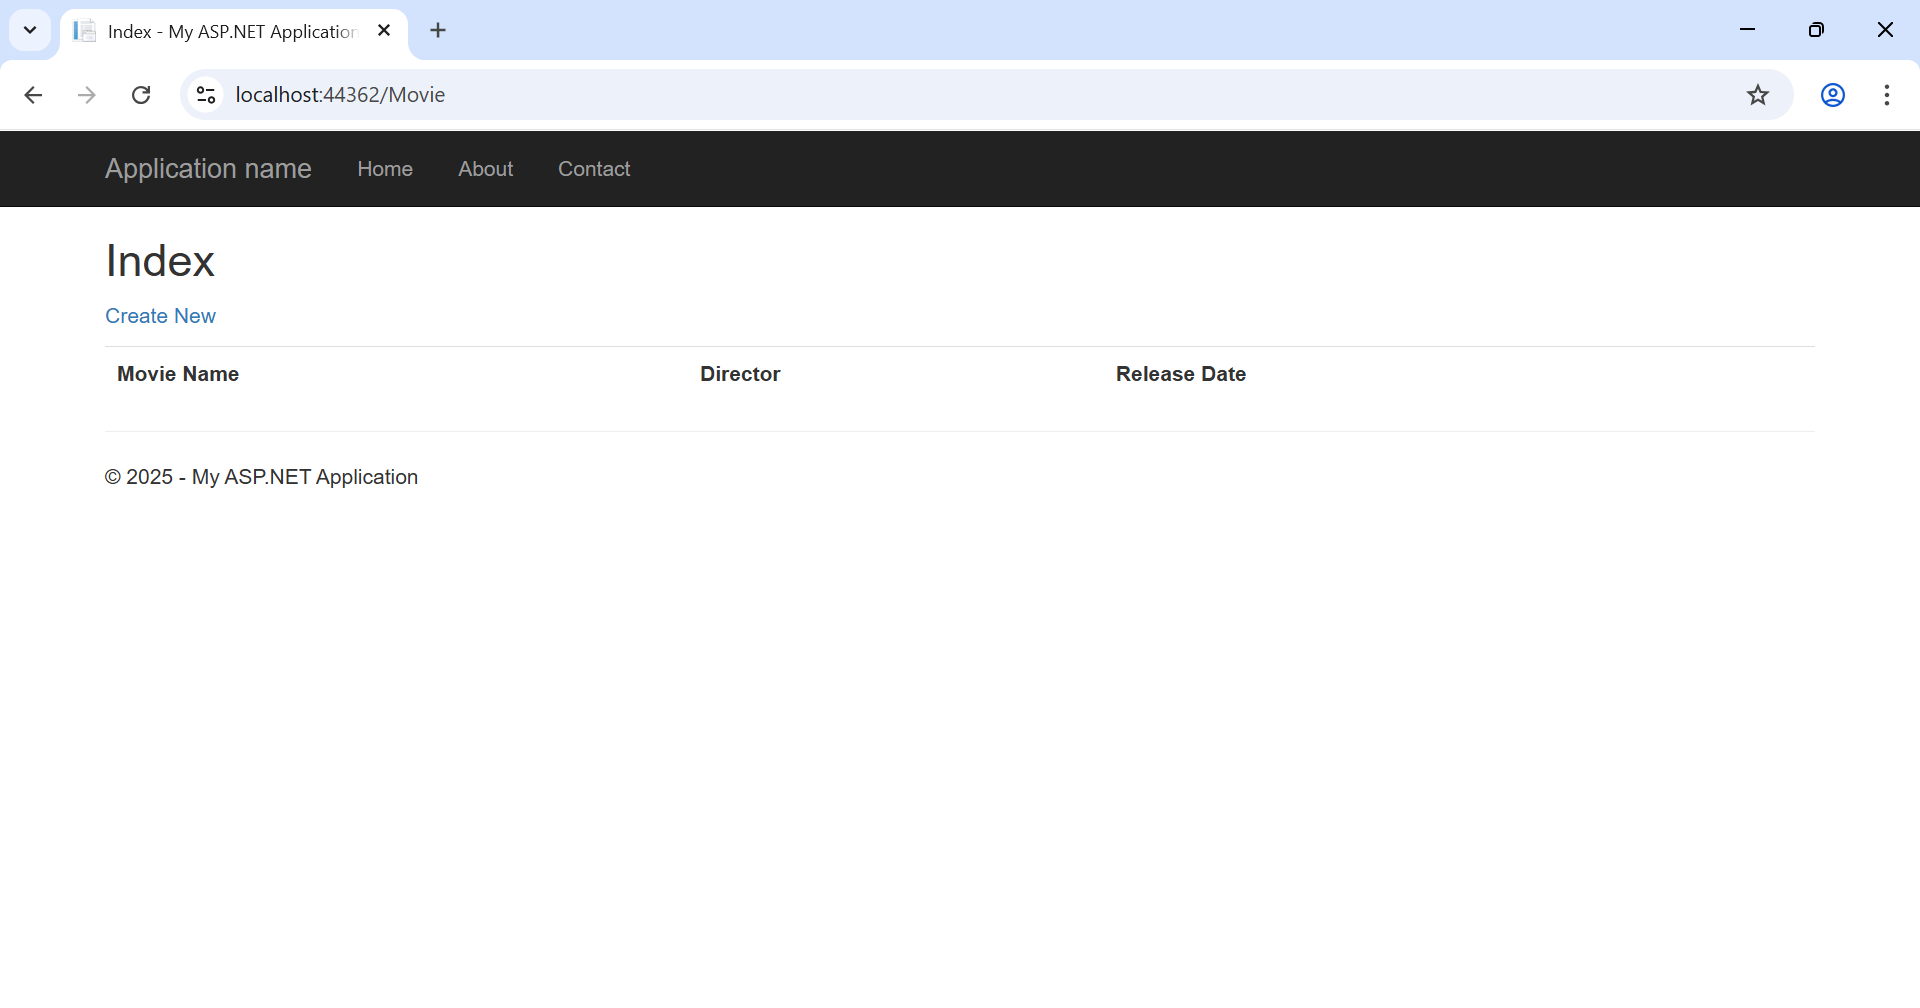 Index - My ASP.NET Application
localhost:44362/Movie
Application name Home About Contact
Index
Create New
Movie Name Director Release Date
© 2025 - My ASP.NET Application